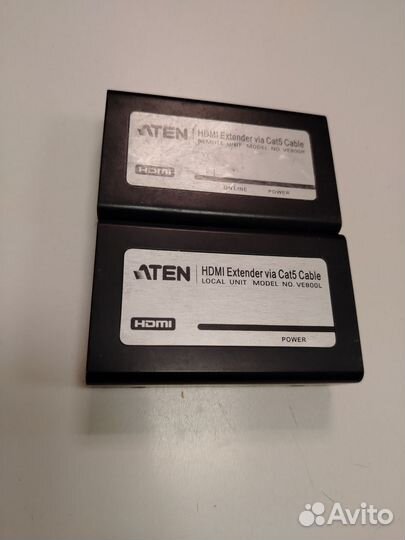 ATEN
HDMI Extender via Cat5 Cable
REMOTE UNIT MODEL NO. VE800R
HDMI
ON LINE POWER
ATEN
HDMI Extender via Cat5 Cable
LOCAL UNIT MODEL NO. VE800L
HDMI
POWER
Avito